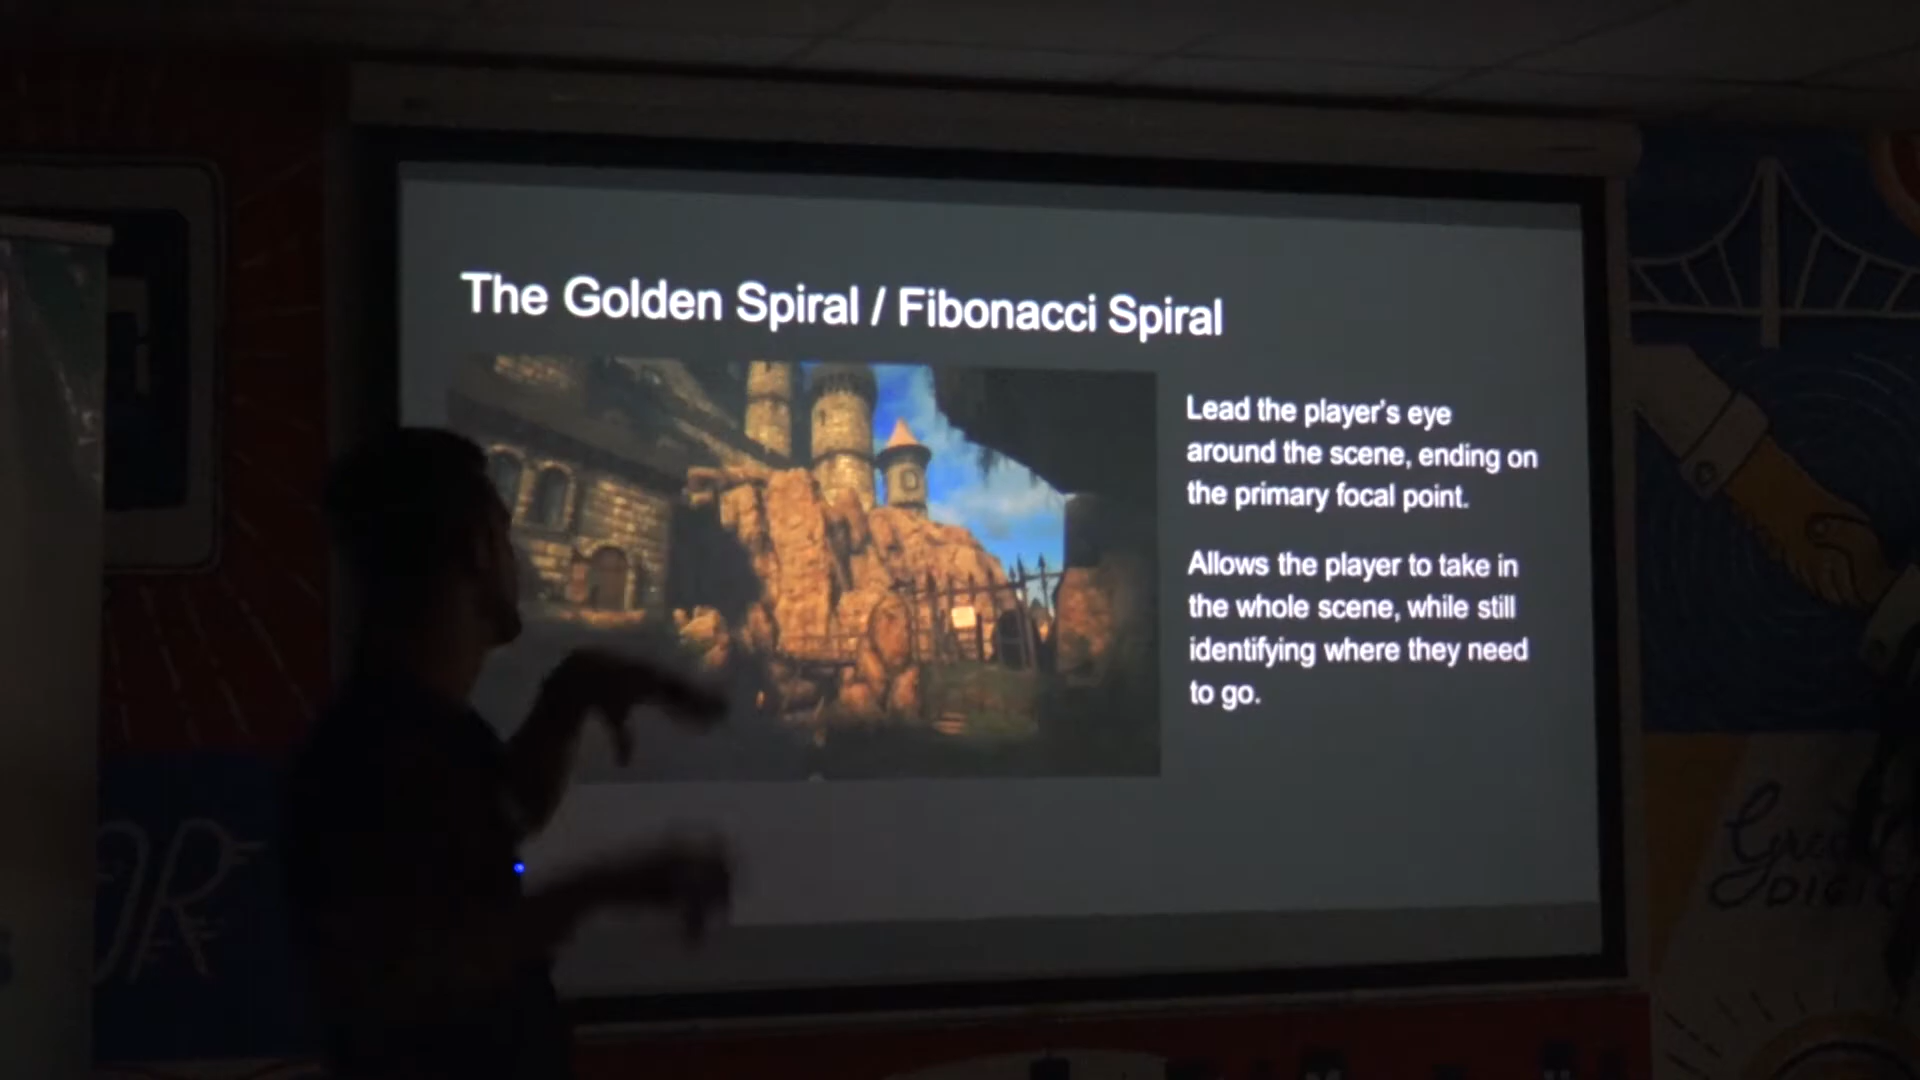 The Golden Spiral / Fibonacci Spiral
Lead the player's eye
around the scene, ending on
the primary focal point.
Allows the player to take in
the whole scene, while still
identifying where they need
to go.